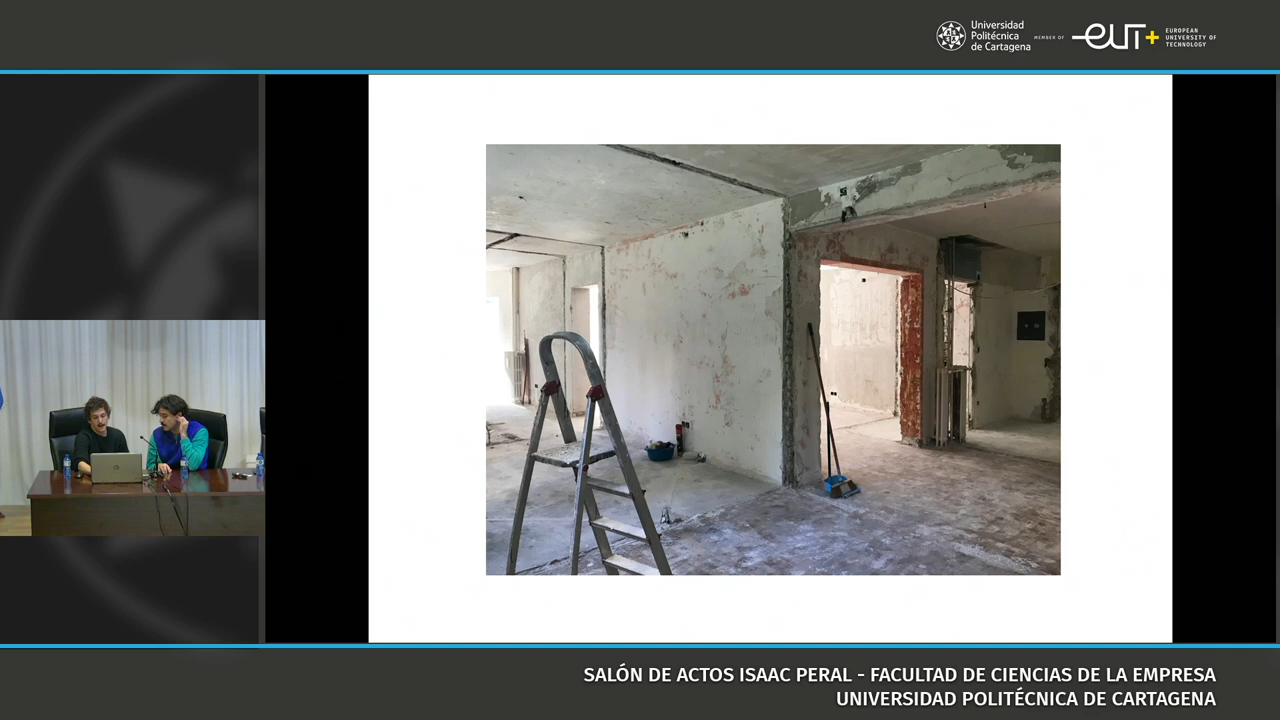 Universidad
Politécnica
de Cartagena
MEMBER OF
eut+
EUROPEAN
UNIVERSITY OF
TECHNOLOGY
SALÓN DE ACTOS ISAAC PERAL - FACULTAD DE CIENCIAS DE LA EMPRESA
UNIVERSIDAD POLITÉCNICA DE CARTAGENA